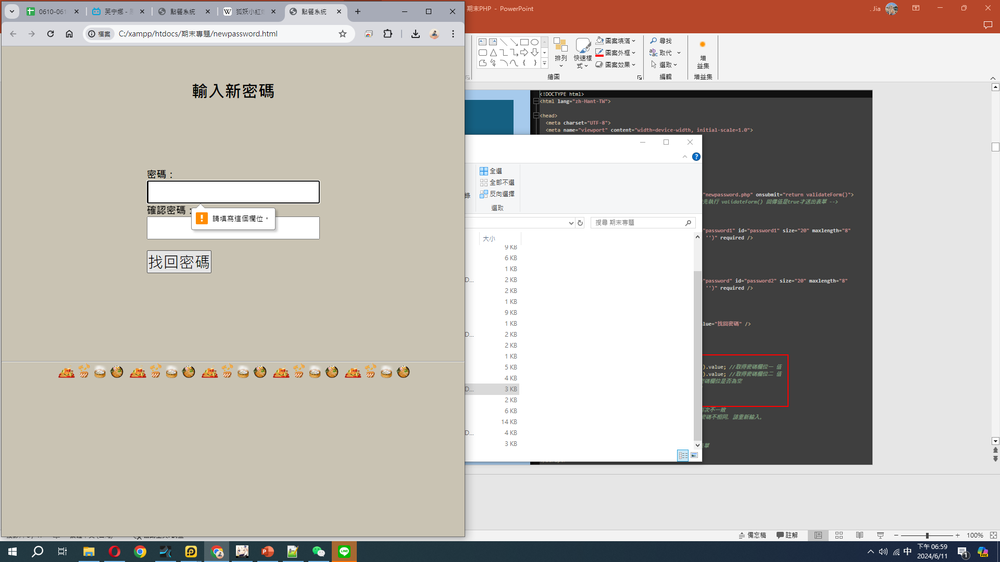 0610-061
芙宁娜 -
點餐系統
狐妖小紅
點餐系統
檔案
C:/xampp/htdocs/期末專題/newpassword.html
輸入新密碼
密碼：
確認密碼：
請填寫這個欄位。
找回密碼
期末PHP - PowerPoint
. Jia
排列
快速樣式
圖案填滿
圖案外框
圖案效果
繪圖
尋找
取代
選取
編輯
增益集
增益集
<!DOCTYPE html>
<html lang="zh-Hant-TW">
<head>
<meta charset="UTF-8">
<meta name="viewport" content="width=device-width, initial-scale=1.0">
"newpassword.php" onsubmit="return validateForm()">
先執行 validateForm() 回傳值是true才送出表單 -->
"password1" id="password1" size="20" maxlength="8"
'')" required />
"password" id="password2" size="20" maxlength="8"
'')" required />
lue="找回密碼" />
).value; //取得密碼欄位一 值
).value; //取得密碼欄位二 值
密碼欄位是否為空
兩次不一致
密碼不相同，請重新輸入。
單
全選
全部不選
反向選擇
選取
錄
搜尋 期末專題
大小
9 KB
6 KB
1 KB
D... 2 KB
2 KB
1 KB
9 KB
1 KB
D... 2 KB
2 KB
1 KB
5 KB
4 KB
D... 3 KB
2 KB
6 KB
14 KB
D... 4 KB
3 KB
備忘稿
註解
100%
中
下午 06:59
2024/6/11
1